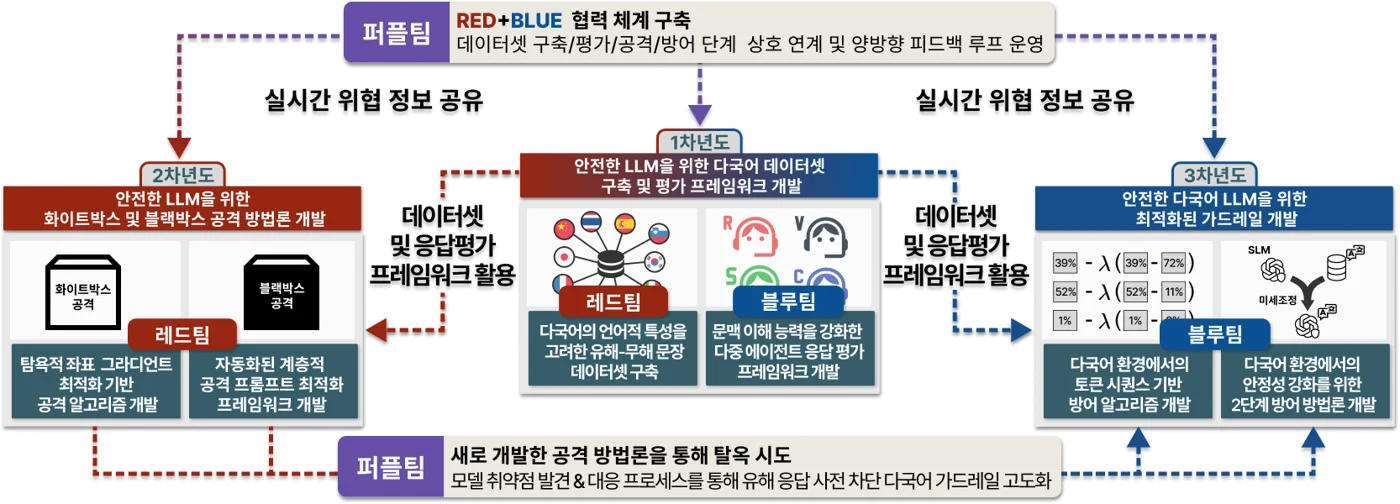 퍼플팀
RED+BLUE 협력 체계 구축
데이터셋 구축/평가/공격/방어 단계 상호 연계 및 양방향 피드백 루프 운영
실시간 위협 정보 공유
실시간 위협 정보 공유
2차년도
안전한 LLM을 위한
화이트박스 및 블랙박스 공격 방법론 개발
화이트박스
공격
블랙박스
공격
레드팀
탐욕적 좌표 그라디언트
최적화 기반
공격 알고리즘 개발
자동화된 계층적
공격 프롬프트 최적화
프레임워크 개발
데이터셋
및 응답평가
프레임워크 활용
1차년도
안전한 LLM을 위한 다국어 데이터셋
구축 및 평가 프레임워크 개발
R
V
S
C
레드팀
다국어의 언어적 특성을
고려한 유해-무해 문장
데이터셋 구축
블루팀
문맥 이해 능력을 강화한
다중 에이전트 응답 평가
프레임워크 개발
데이터셋
및 응답평가
프레임워크 활용
3차년도
안전한 다국어 LLM을 위한
최적화된 가드레일 개발
39% - λ(39% - 72%)
52% - λ(52% - 11%)
1% - λ(1% -
SLM
미세조정
블루팀
다국어 환경에서의
토큰 시퀀스 기반
방어 알고리즘 개발
다국어 환경에서의
안정성 강화를 위한
2단계 방어 방법론 개발
퍼플팀
새로 개발한 공격 방법론을 통해 탈옥 시도
모델 취약점 발견 & 대응 프로세스를 통해 유해 응답 사전 차단 다국어 가드레일 고도화